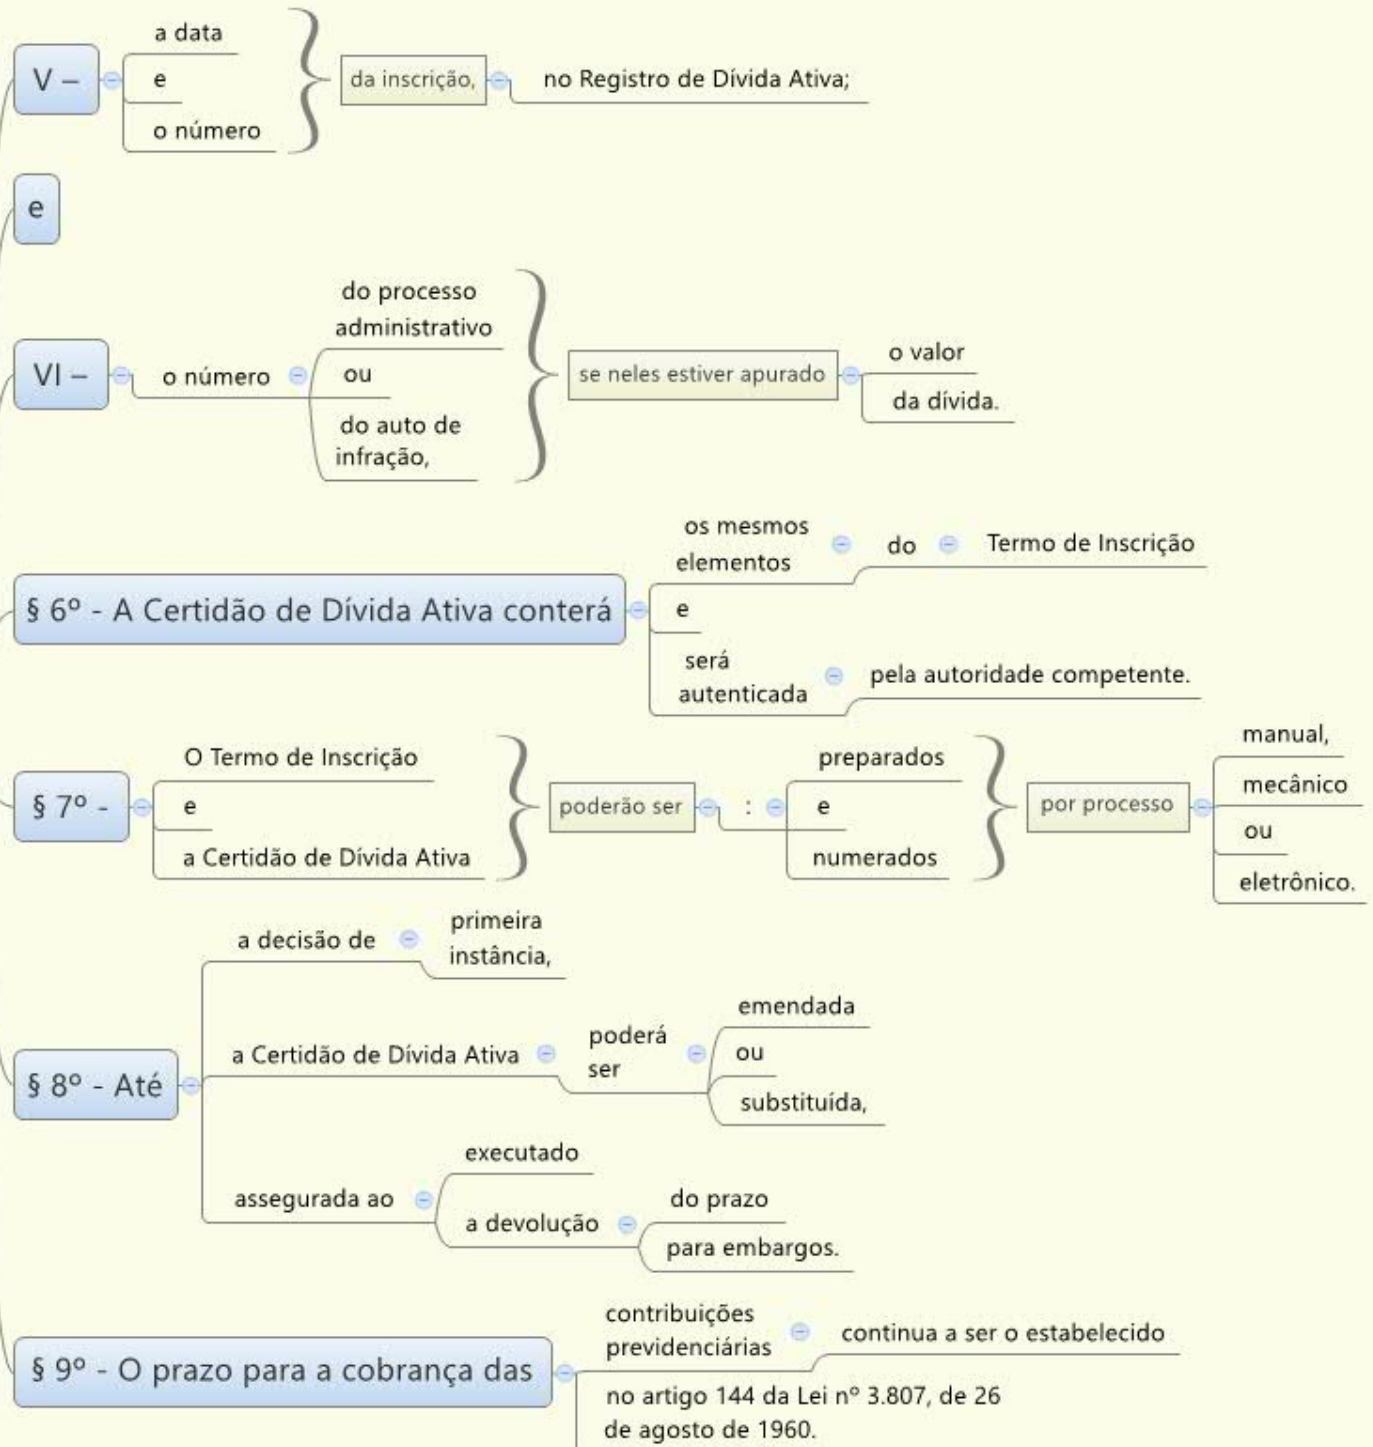 V –
a data
e
o número
da inscrição,
no Registro de Dívida Ativa;
e
VI –
o número
do processo
administrativo
ou
do auto de
infração,
se neles estiver apurado
o valor
da dívida.
§ 6º - A Certidão de Dívida Ativa conterá
os mesmos
elementos
do
Termo de Inscrição
e
será
autenticada
pela autoridade competente.
§ 7º -
O Termo de Inscrição
e
a Certidão de Dívida Ativa
poderão ser
:
preparados
e
numerados
por processo
manual,
mecânico
ou
eletrônico.
§ 8º - Até
a decisão de
primeira
instância,
a Certidão de Dívida Ativa
poderá
ser
emendada
ou
substituída,
assegurada ao
executado
a devolução
do prazo
para embargos.
§ 9º - O prazo para a cobrança das
contribuições
previdenciárias
continua a ser o estabelecido
no artigo 144 da Lei nº 3.807, de 26
de agosto de 1960.